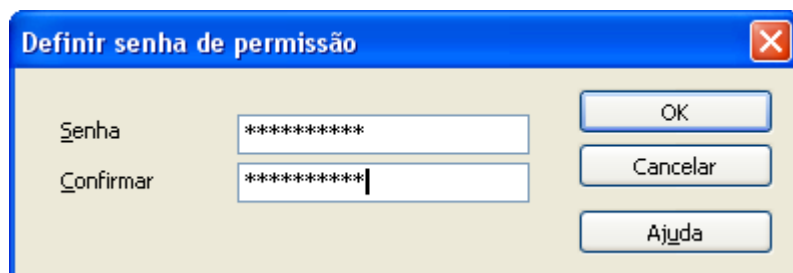 Definir senha de permissão
Senha
**********
OK
Confirmar
**********
Cancelar
Ajuda